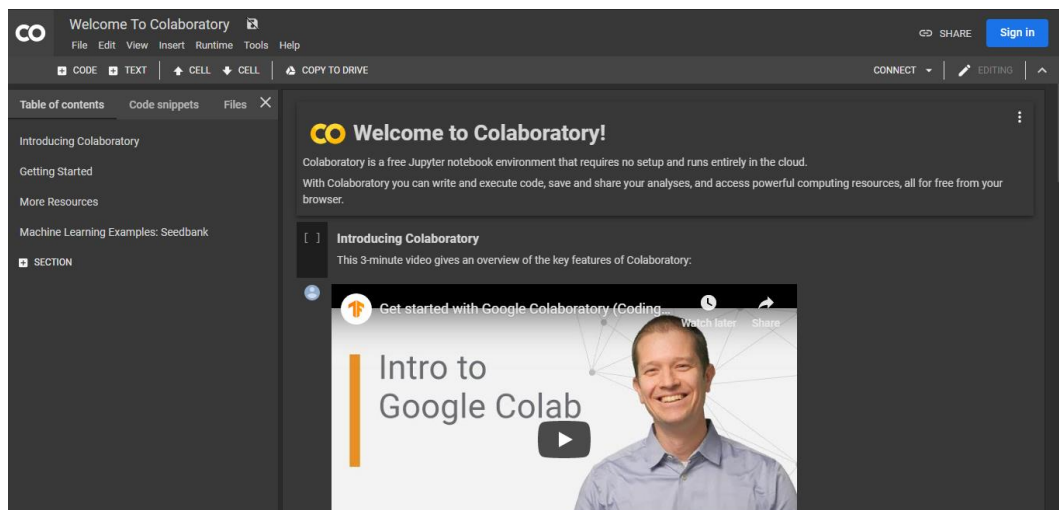 CO
Welcome To Colaboratory
File Edit View Insert Runtime Tools Help
SHARE
Sign in
CODE TEXT CELL CELL COPY TO DRIVE
CONNECT EDITING
Table of contents Code snippets Files
Introducing Colaboratory
Getting Started
More Resources
Machine Learning Examples: Seedbank
SECTION
CO Welcome to Colaboratory!
Colaboratory is a free Jupyter notebook environment that requires no setup and runs entirely in the cloud.
With Colaboratory you can write and execute code, save and share your analyses, and access powerful computing resources, all for free from your
browser.
[ ] Introducing Colaboratory
This 3-minute video gives an overview of the key features of Colaboratory:
Get started with Google Colaboratory (Coding...
Watch later Share
Intro to
Google Colab